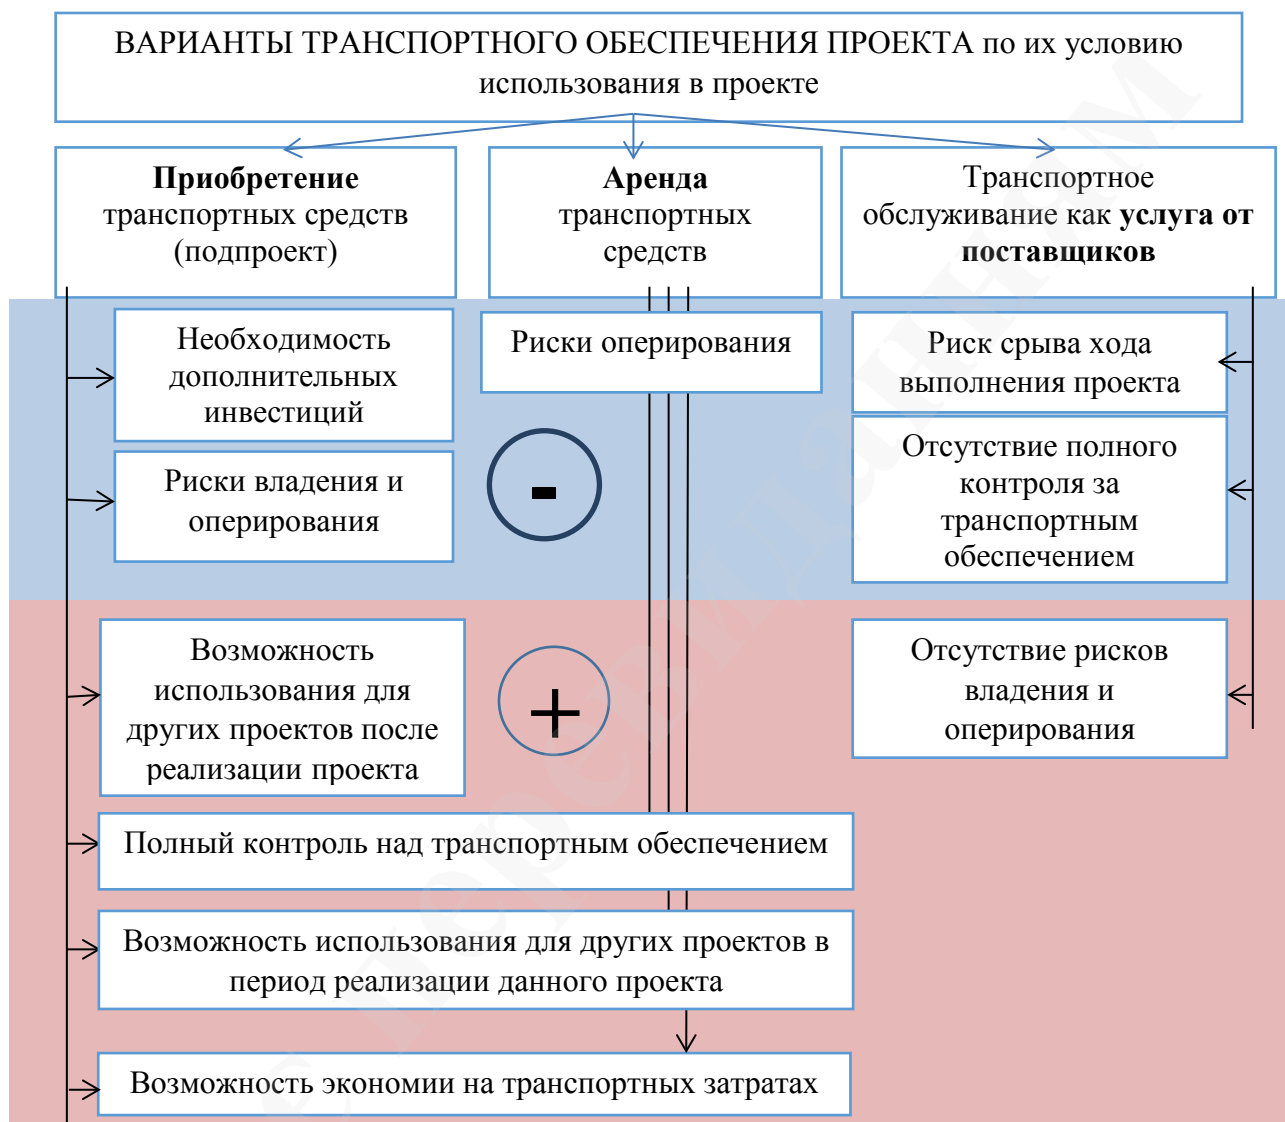 ВАРИАНТЫ ТРАНСПОРТНОГО ОБЕСПЕЧЕНИЯ ПРОЕКТА по их условию
использования в проекте
Приобретение
транспортных средств
(подпроект)
Аренда
транспортных
средств
Транспортное
обслуживание как услуга от
поставщиков
Необходимость
дополнительных
инвестиций
Риски оперирования
Риск срыва хода
выполнения проекта
Риски владения и
оперирования
-
Отсутствие полного
контроля за
транспортным
обеспечением
Возможность
использования для
других проектов после
реализации проекта
+
Отсутствие рисков
владения и
оперирования
Полный контроль над транспортным обеспечением
Возможность использования для других проектов в
период реализации данного проекта
Возможность экономии на транспортных затратах